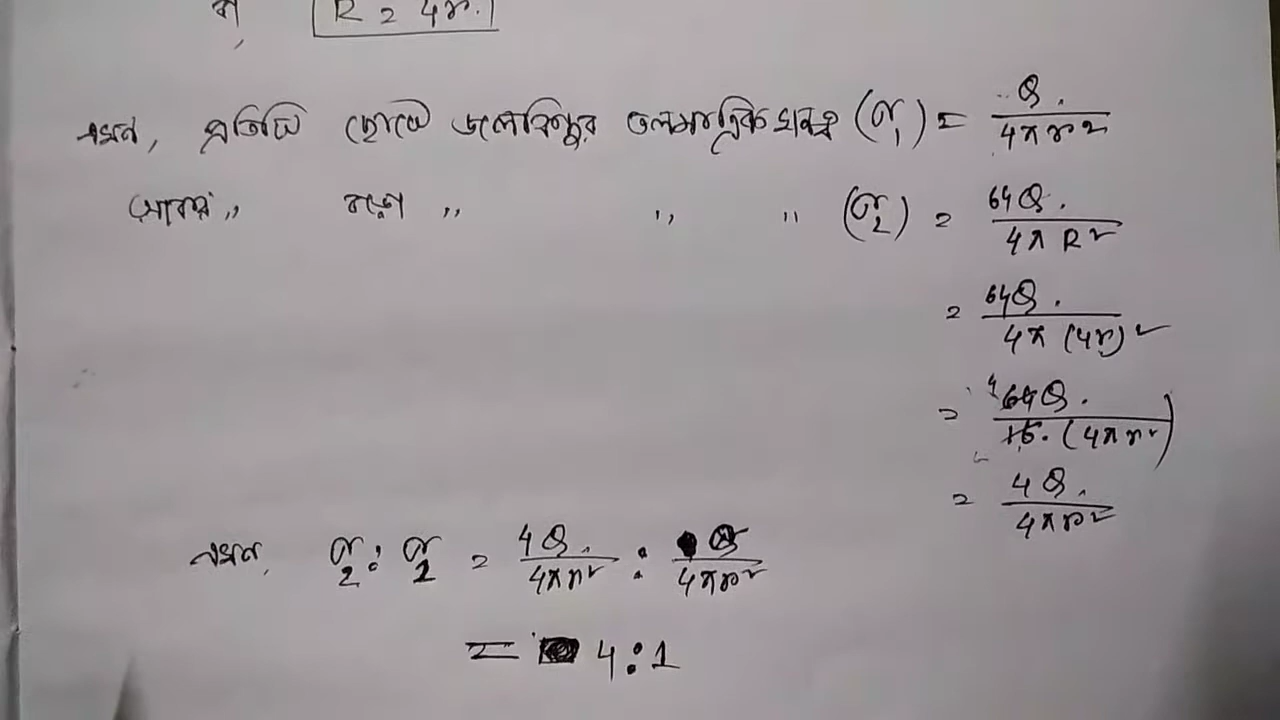 বা, R = 4r.
এখন, প্রতিটি ছোটো জলবিন্দুর তলমাত্রিক ঘনত্ব (σ₁) = Q / 4πr²
আবার ,, বড়ো ,, ,, ,, (σ₂) = 64Q / 4πR²
= 64Q / 4π (4r)²
= 4 64Q / 16. (4πr²)
= 4Q / 4πr²
এখন, σ₂ : σ₁ = 4Q / 4πr² : Q / 4πr²
= 4 : 1